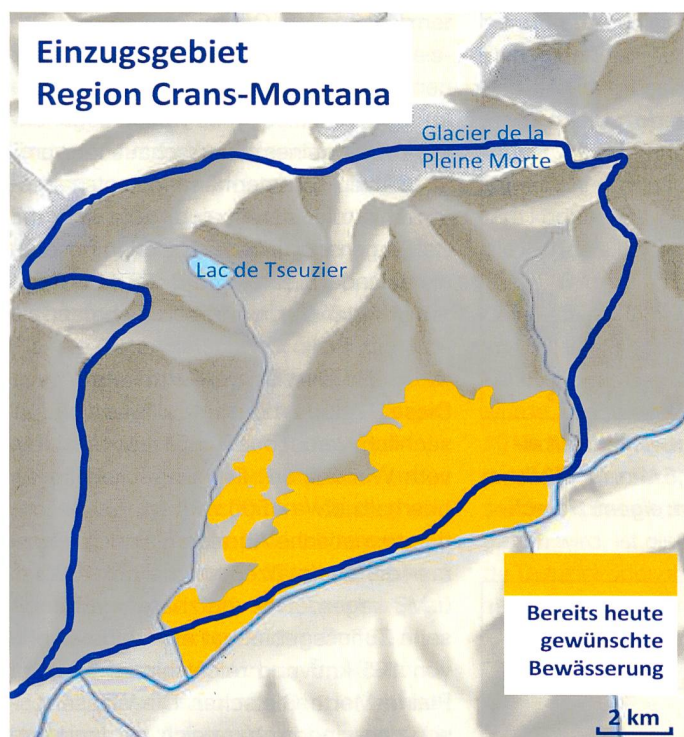 Einzugsgebiet
Region Crans-Montana
Glacier de la
Pleine Morte
Lac de Tseuzier
Bereits heute
gewünschte
Bewässerung
2 km